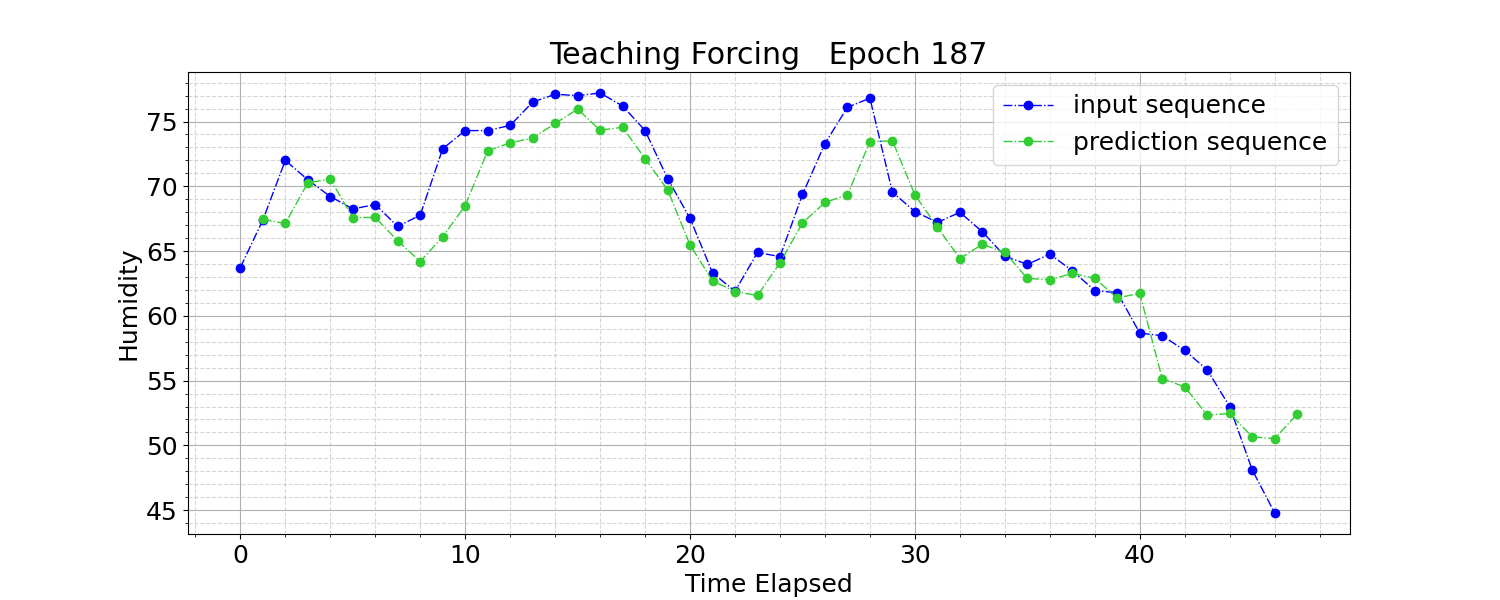 Teaching Forcing   Epoch 187
input sequence
prediction sequence
Humidity
75
70
65
60
55
50
45
0 10 20 30 40
Time Elapsed